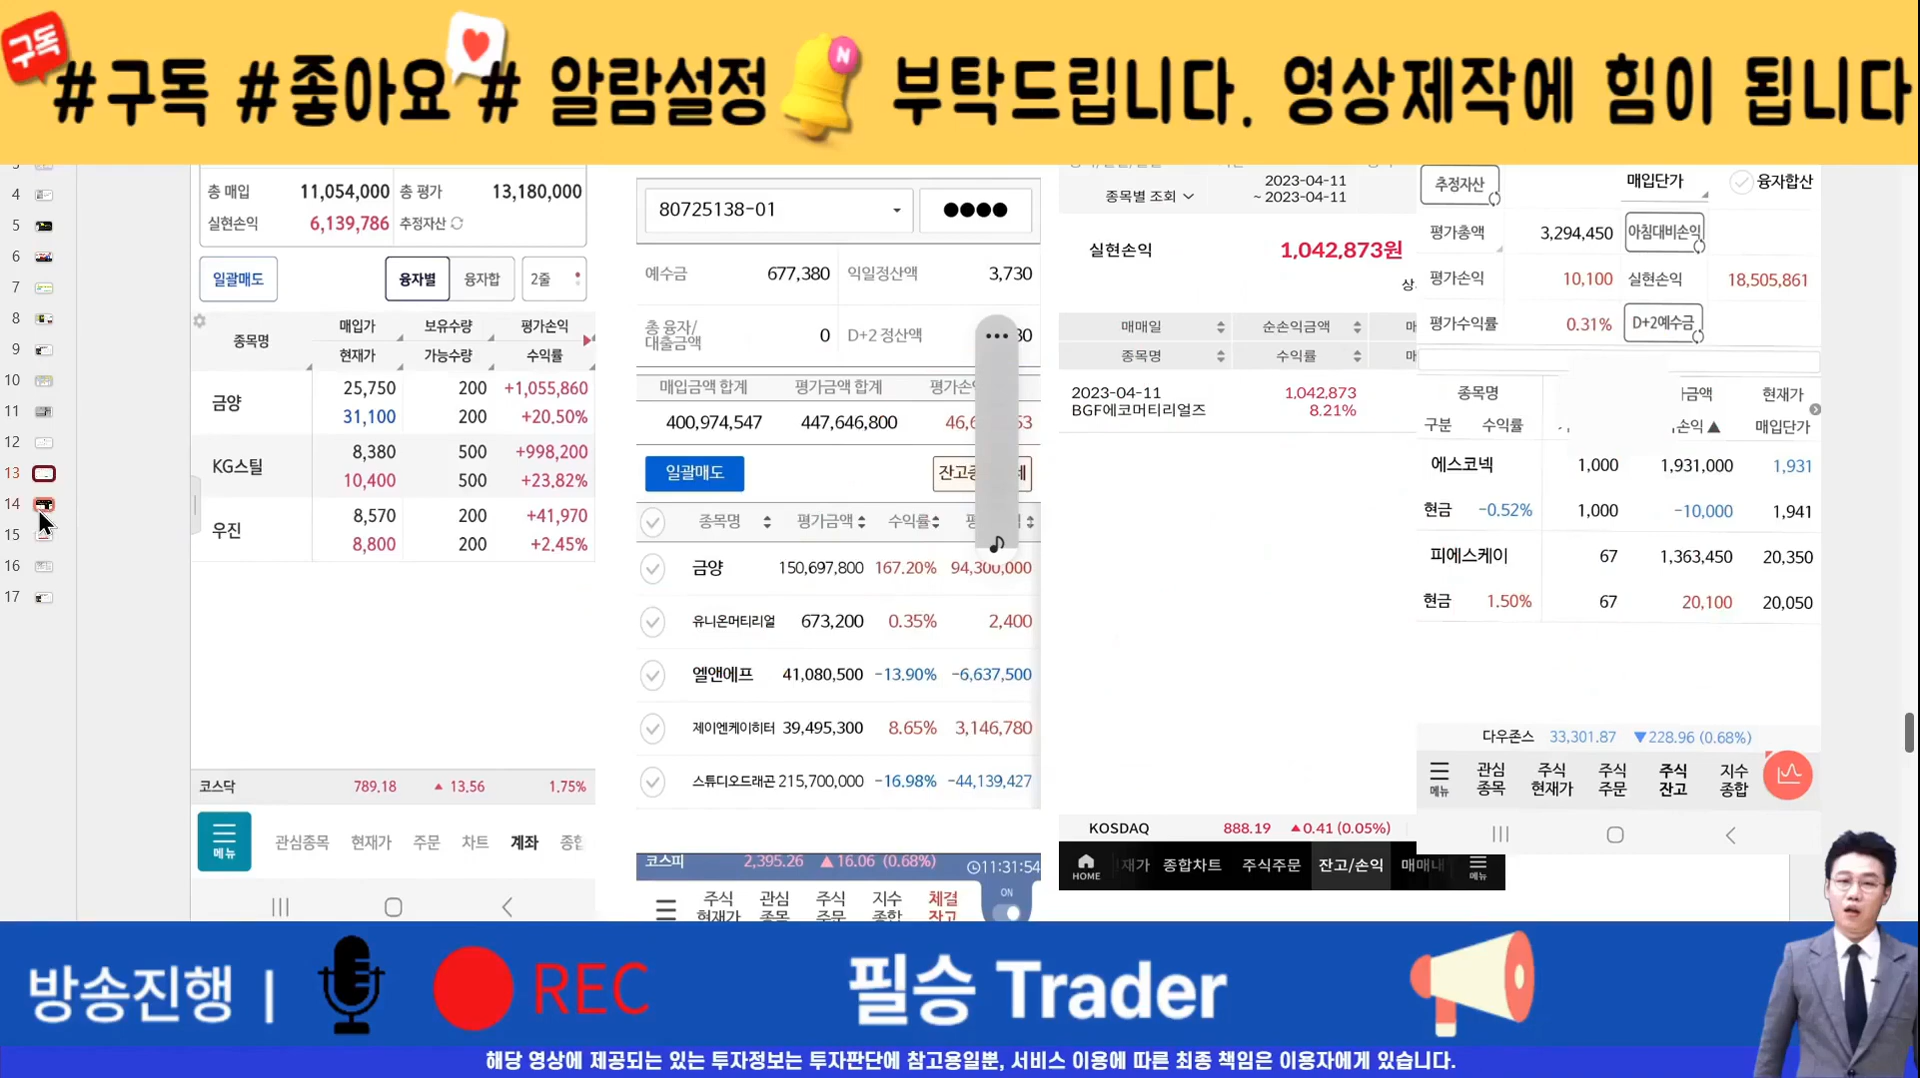 구독
#구독 #좋아요 # 알람설정 N 부탁드립니다. 영상제작에 힘이 됩니다
4
5
6
7
8
9
10
11
12
13
14
15
16
17
총 매입 11,054,000 총 평가 13,180,000
실현손익 6,139,786 추정자산
일괄매도 융자별 융자합 2줄
종목명 매입가 보유수량 평가손익
현재가 가능수량 수익률
금양 25,750 200 +1,055,860
31,100 200 +20.50%
KG스틸 8,380 500 +998,200
10,400 500 +23.82%
우진 8,570 200 +41,970
8,800 200 +2.45%
코스닥 789.18 ▲ 13.56 1.75%
메뉴 관심종목 현재가 주문 차트 계좌 종합
80725138-01 ●●●●
예수금 677,380 익일정산액 3,730
총 융자/
대출금액 0 D+2 정산액
매입금액 합계 평가금액 합계 평가손
400,974,547 447,646,800
일괄매도
종목명 평가금액 수익률
금양 150,697,800 167.20% 94,300,000
유니온머티리얼 673,200 0.35% 2,400
엘앤에프 41,080,500 -13.90% -6,637,500
제이엔케이히터 39,495,300 8.65% 3,146,780
스튜디오드래곤 215,700,000 -16.98% -44,139,427
코스피 2,395.26 ▲ 16.06 (0.68%) 11:31:54
주식 현재가 관심 종목 주식 주문 지수 종합 체결 잔고 ON
종목별 조회 2023-04-11
~ 2023-04-11
실현손익 1,042,873원
매매일 순손익금액
종목명 수익률
2023-04-11 1,042,873
BGF에코머티리얼즈 8.21%
KOSDAQ 888.19 ▲0.41 (0.05%)
HOME 재가 종합차트 주식주문 잔고/손익 매매내 메뉴
추정자산 매입단가 융자합산
평가총액 3,294,450 아침대비손익
평가손익 10,100 실현손익 18,505,861
평가수익률 0.31% D+2예수금
종목명 금액 현재가
구분 수익률 손익▲ 매입단가
에스코넥 1,000 1,931,000 1,931
현금 -0.52% 1,000 -10,000 1,941
피에스케이 67 1,363,450 20,350
현금 1.50% 67 20,100 20,050
다우존스 33,301.87 ▼228.96 (0.68%)
메뉴 관심 종목 주식 현재가 주식 주문 주식 잔고 지수 종합
방송진행 | REC 필승 Trader
해당 영상에 제공되는 있는 투자정보는 투자판단에 참고용일뿐, 서비스 이용에 따른 최종 책임은 이용자에게 있습니다.